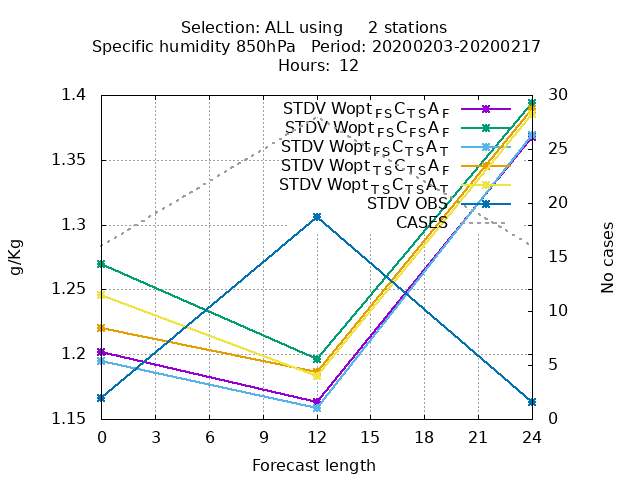 Selection: ALL using     2 stations
Specific humidity 850hPa   Period: 20200203-20200217
Hours: 12
1.4
1.35
1.3
1.25
1.2
1.15
g/Kg
30
25
20
15
10
5
0
No cases
STDV Wopt_FS C_TS A_F
STDV Wopt_FS C_FS A_F
STDV Wopt_FS C_TS A_T
STDV Wopt_TS C_TS A_F
STDV Wopt_TS C_TS A_T
STDV OBS
CASES
0 3 6 9 12 15 18 21 24
Forecast length